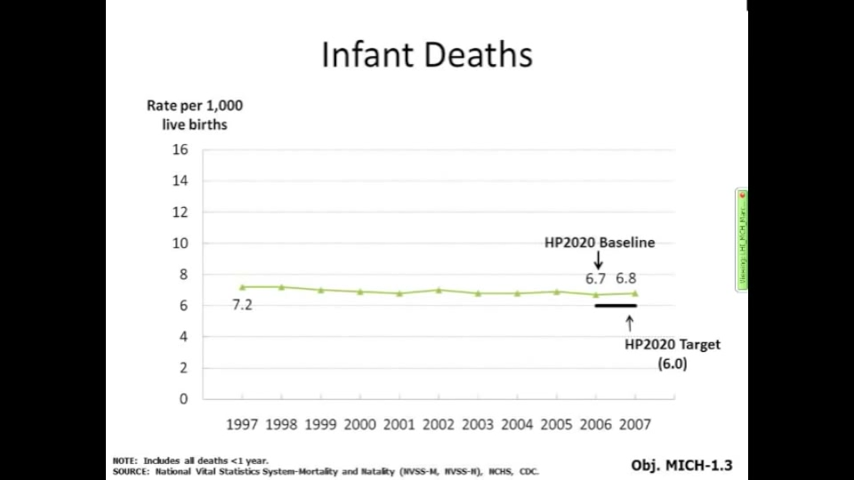 Infant Deaths
Rate per 1,000
live births
16
14
12
10
8
6
4
2
0
HP2020 Baseline
6.7 6.8
7.2
HP2020 Target
(6.0)
1997 1998 1999 2000 2001 2002 2003 2004 2005 2006 2007
NOTE: Includes all deaths <1 year.
SOURCE: National Vital Statistics System-Mortality and Natality (NVSS-M, NVSS-N), NCHS, CDC.
Obj. MICH-1.3